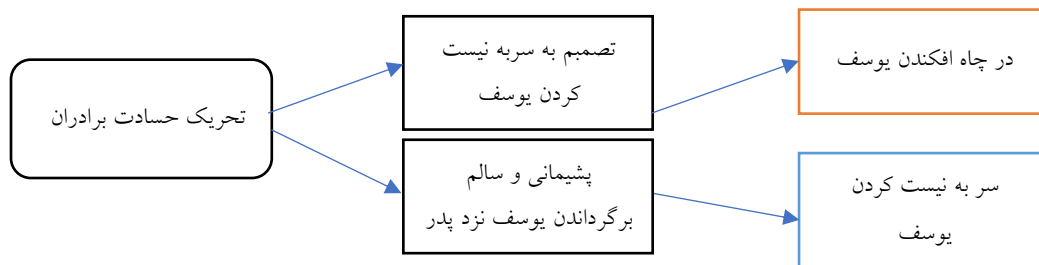 تحریک حسادت برادران
تصمبم به سربه نیست
کردن یوسف
پشیمانی و سالم
برگرداندن یوسف نزد پدر
در چاه افکندن یوسف
سر به نیست کردن
یوسف